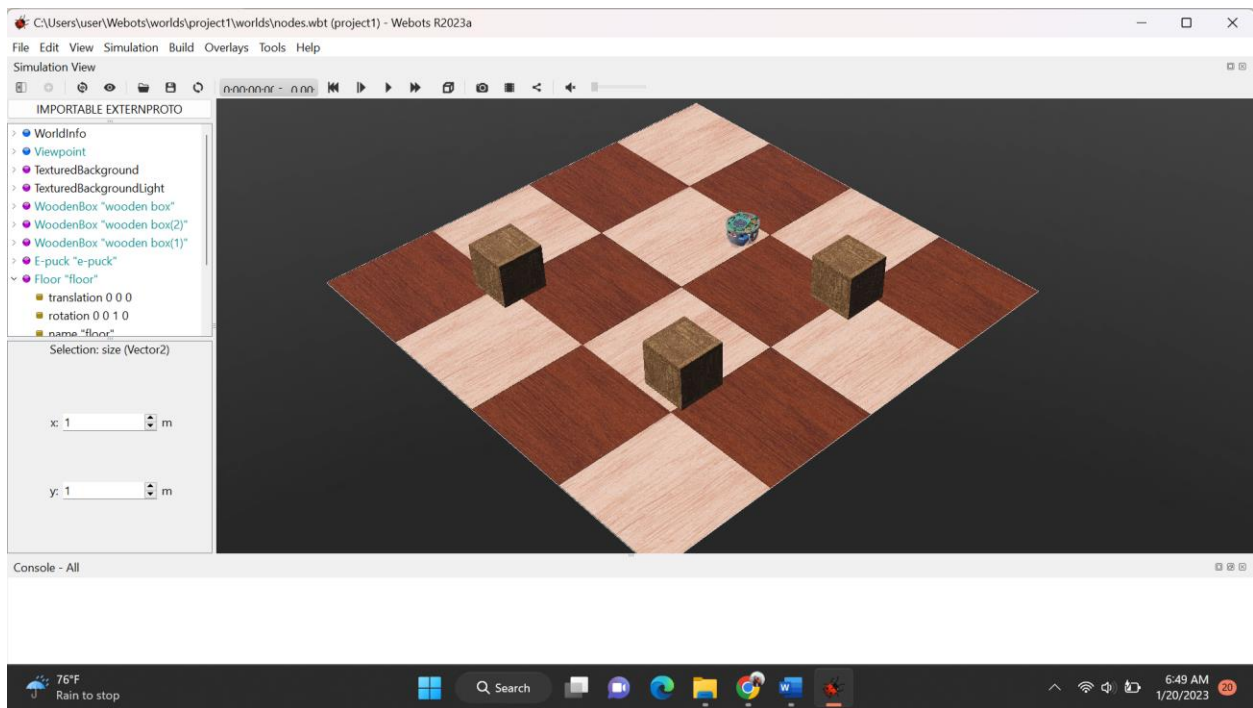 C:\Users\user\Webots\worlds\project1\worlds\nodes.wbt (project1) - Webots R2023a
File Edit View Simulation Build Overlays Tools Help
Simulation View
IMPORTABLE EXTERNPROTO
WorldInfo
Viewpoint
TexturedBackground
TexturedBackgroundLight
WoodenBox "wooden box"
WoodenBox "wooden box(2)"
WoodenBox "wooden box(1)"
E-puck "e-puck"
Floor "floor"
translation 0 0 0
rotation 0 0 1 0
name "floor"
Selection: size (Vector2)
x: 1 m
y: 1 m
Console - All
76°F
Rain to stop
Search
6:49 AM
1/20/2023
20